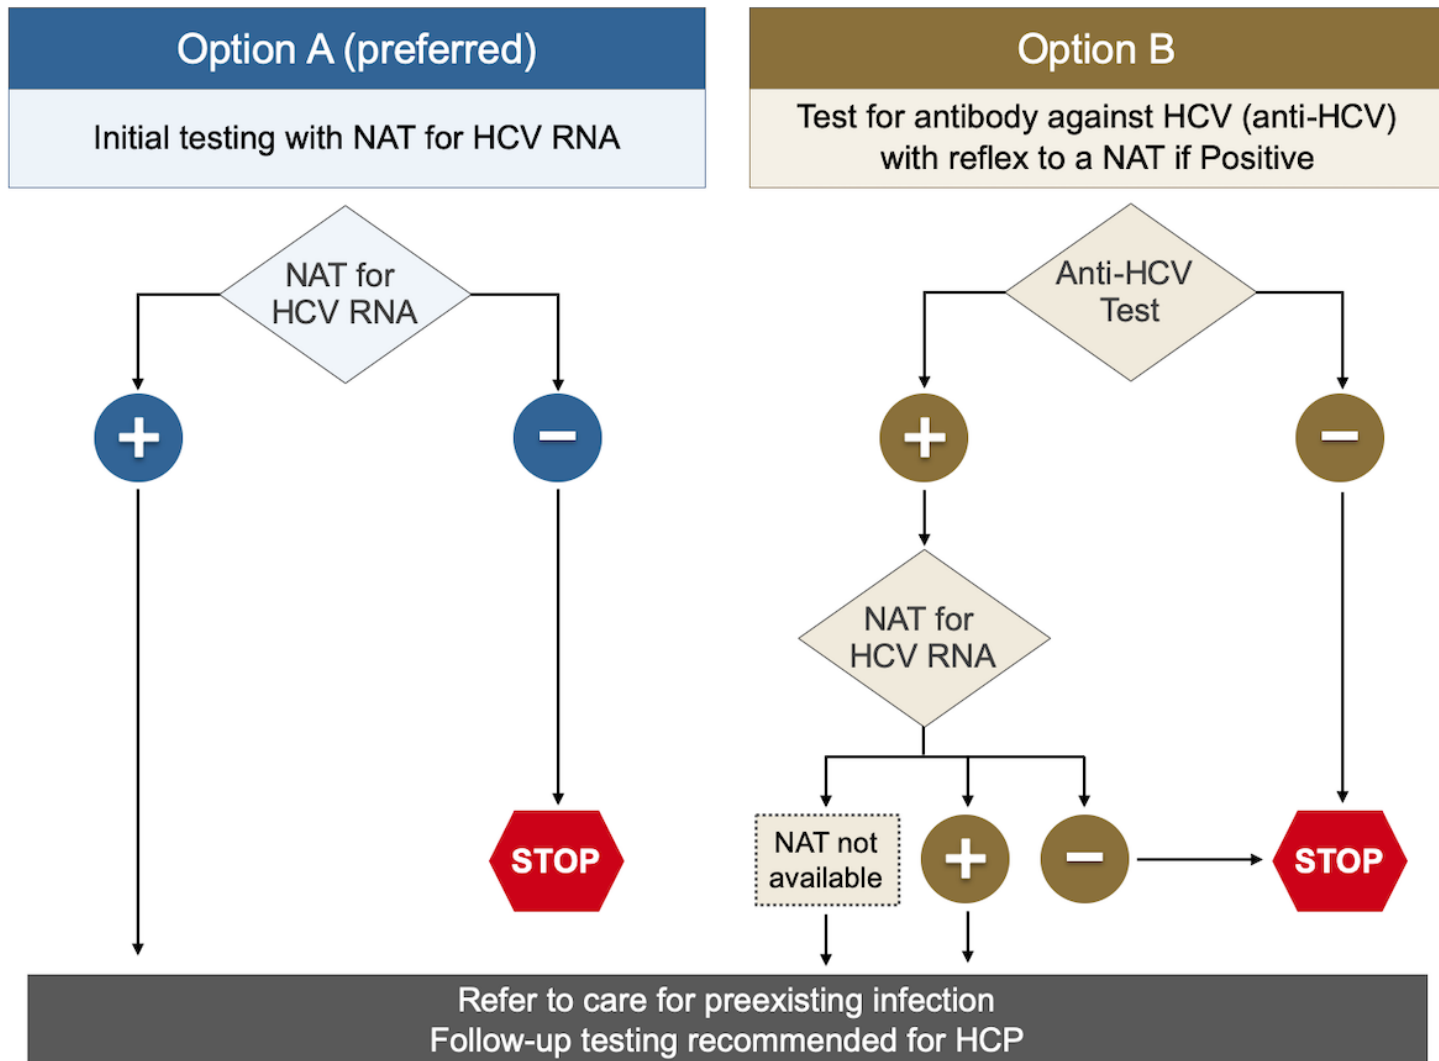 Option A (preferred)
Initial testing with NAT for HCV RNA
NAT for
HCV RNA
+
−
STOP
Option B
Test for antibody against HCV (anti-HCV)
with reflex to a NAT if Positive
Anti-HCV
Test
+
−
NAT for
HCV RNA
NAT not
available
+
−
STOP
Refer to care for preexisting infection
Follow-up testing recommended for HCP